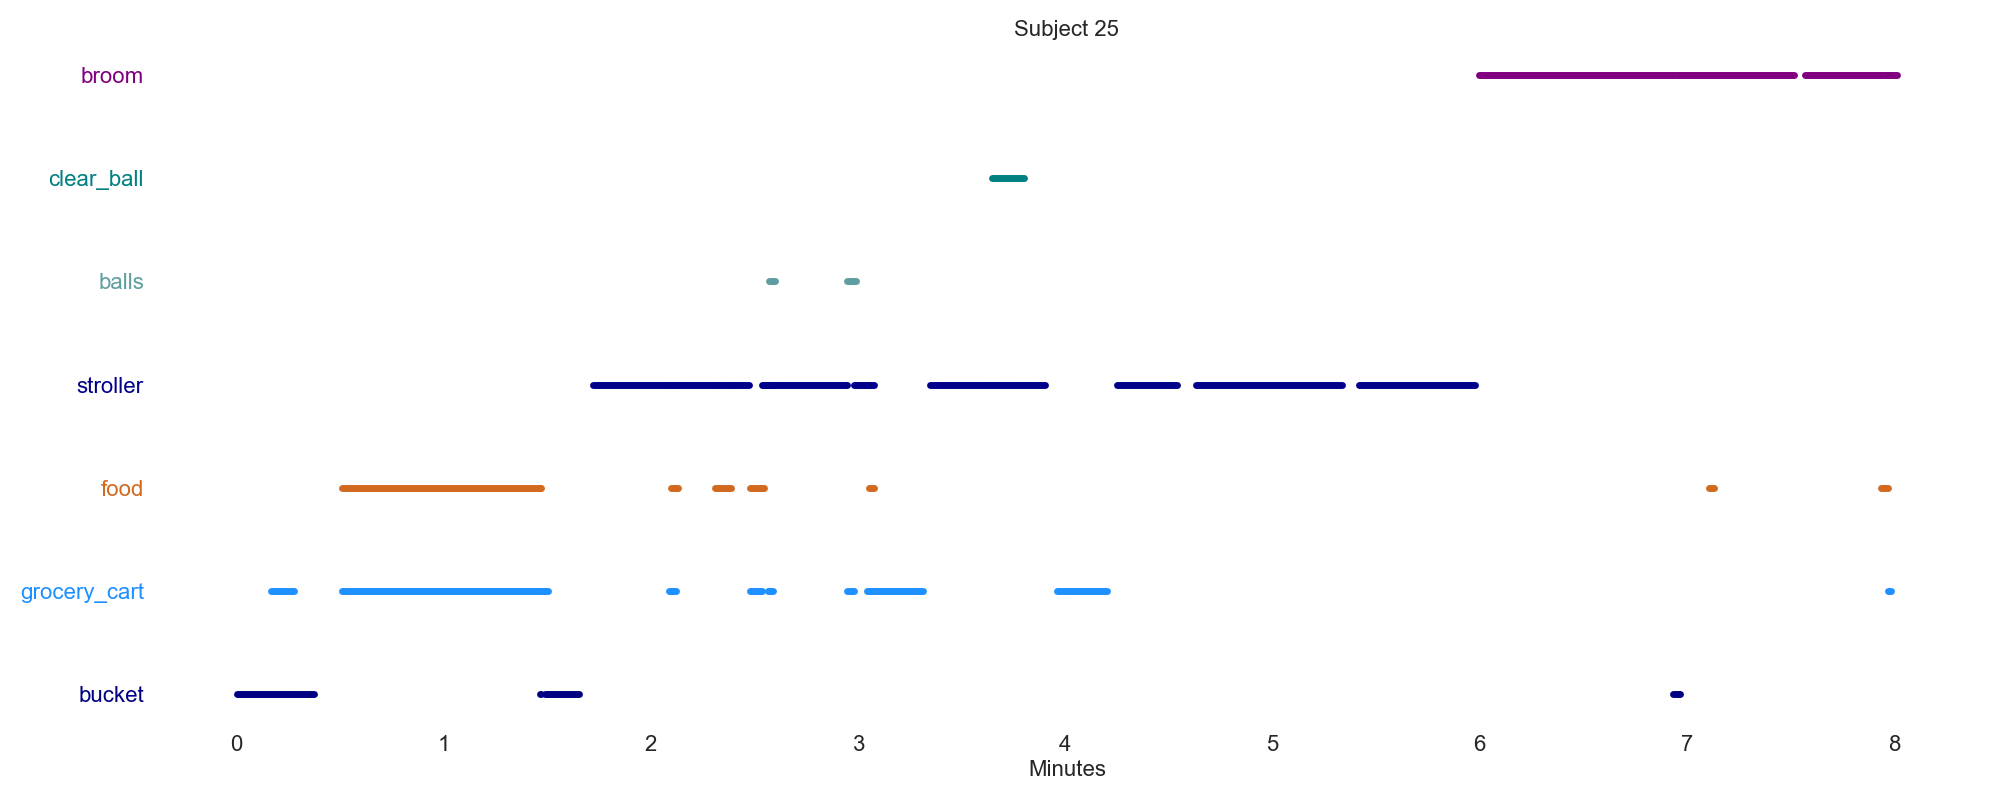 Subject 25
broom
clear_ball
balls
stroller
food
grocery_cart
bucket
0 1 2 3 4 5 6 7 8
Minutes